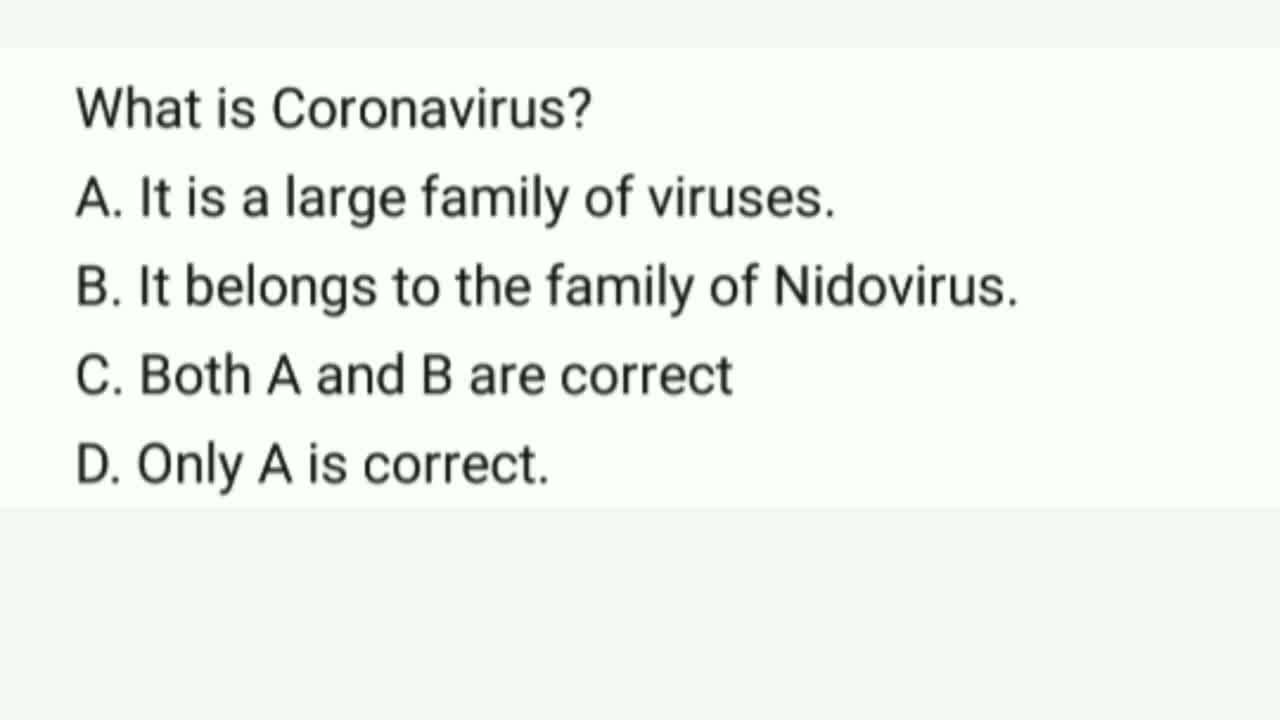 What is Coronavirus?
A. It is a large family of viruses.
B. It belongs to the family of Nidovirus.
C. Both A and B are correct
D. Only A is correct.